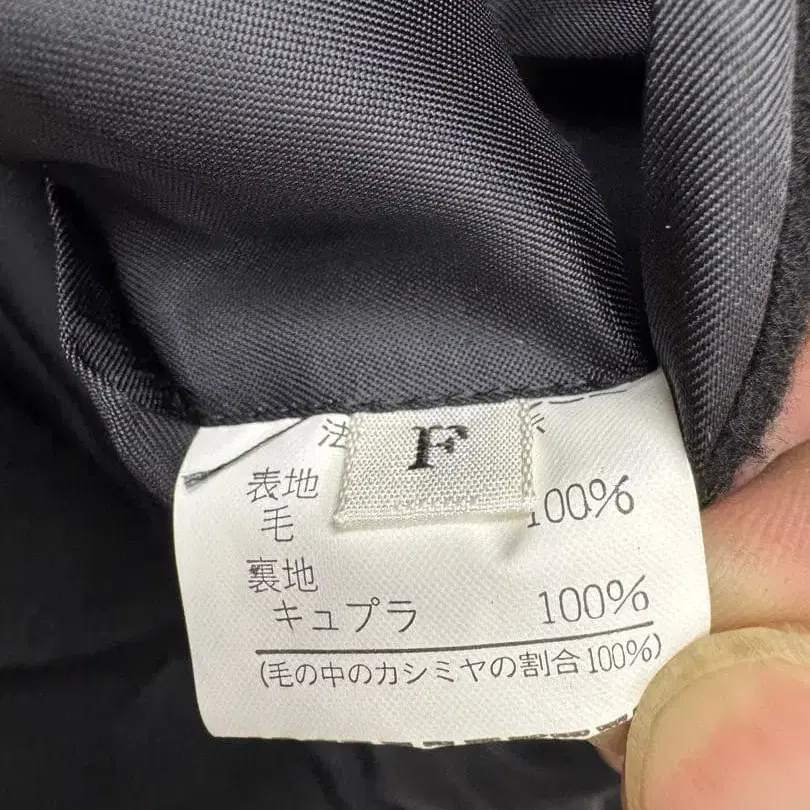 F
表地
毛 100%
裏地
キュプラ 100%
(毛の中のカシミヤの割合100%)